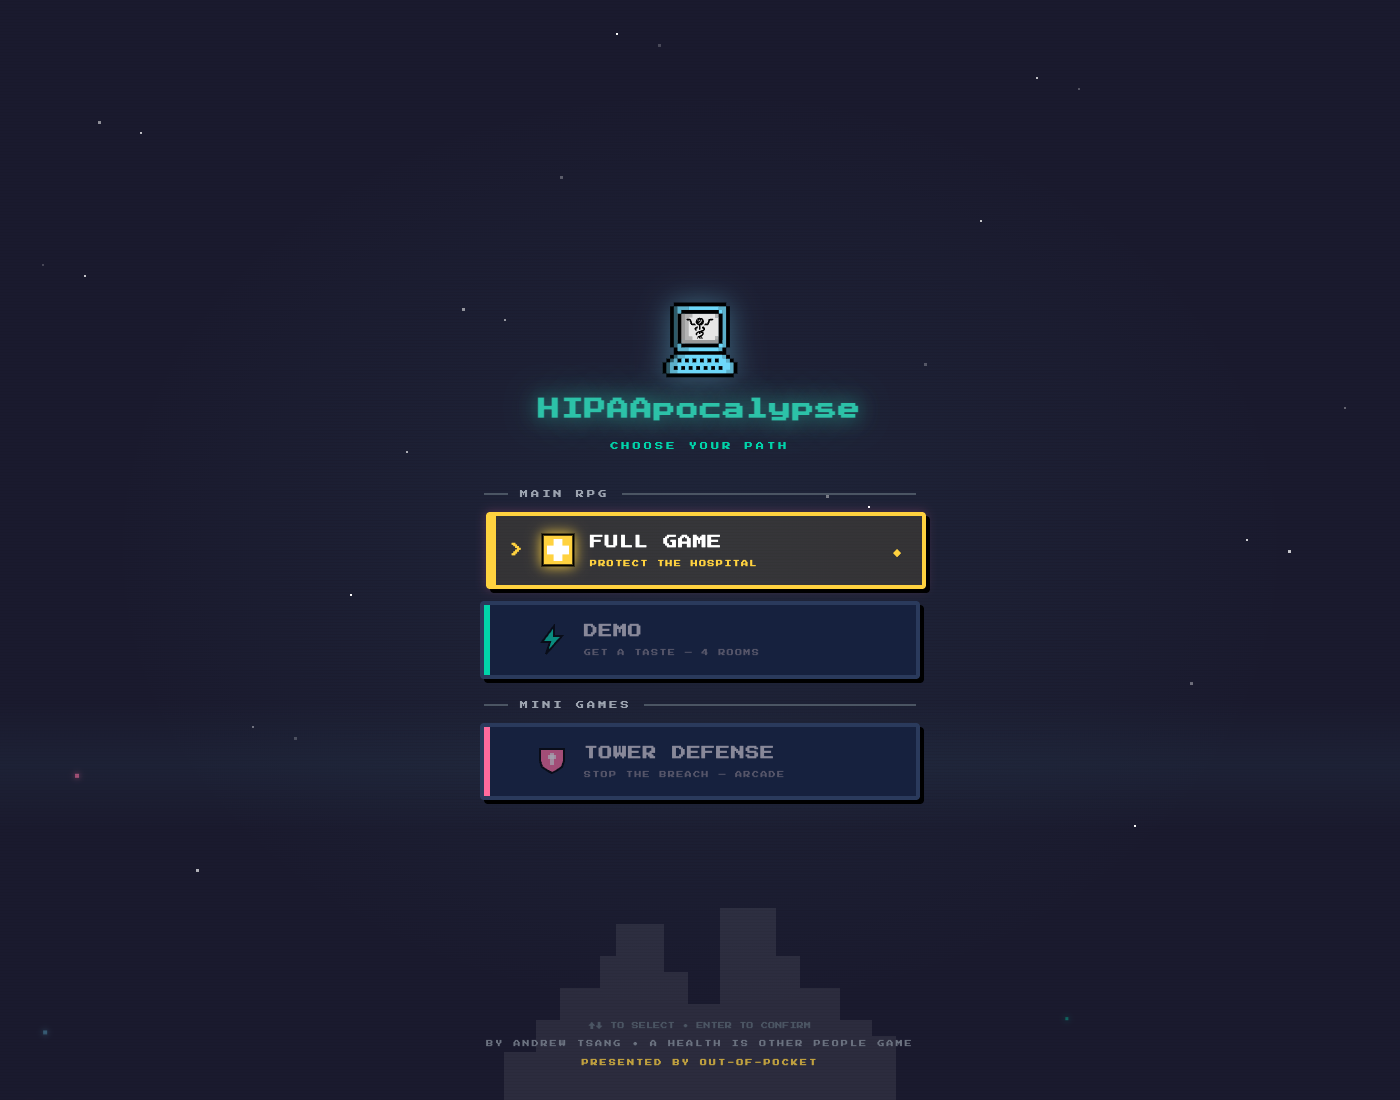 HIPAApocalypse
CHOOSE YOUR PATH
MAIN RPG
FULL GAME
PROTECT THE HOSPITAL
DEMO
GET A TASTE — 4 ROOMS
MINI GAMES
TOWER DEFENSE
STOP THE BREACH — ARCADE
↑↓ TO SELECT • ENTER TO CONFIRM
BY ANDREW TSANG • A HEALTH IS OTHER PEOPLE GAME
PRESENTED BY OUT-OF-POCKET